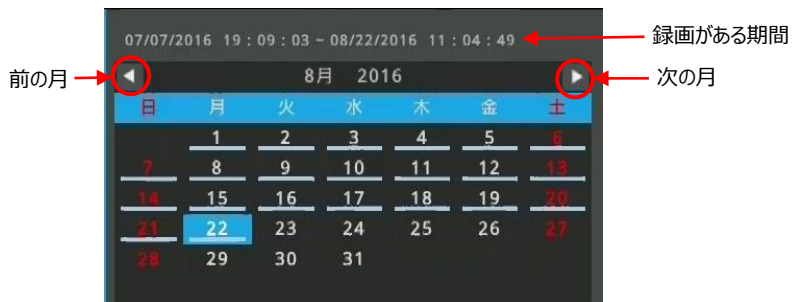 07/07/2016 19 : 09 : 03 ~ 08/22/2016 11 : 04 : 49
録画がある期間
前の月
8月 2016
次の月
日 月 火 水 木 金 土
1 2 3 4 5 6
7 8 9 10 11 12 13
14 15 16 17 18 19 20
21 22 23 24 25 26 27
28 29 30 31